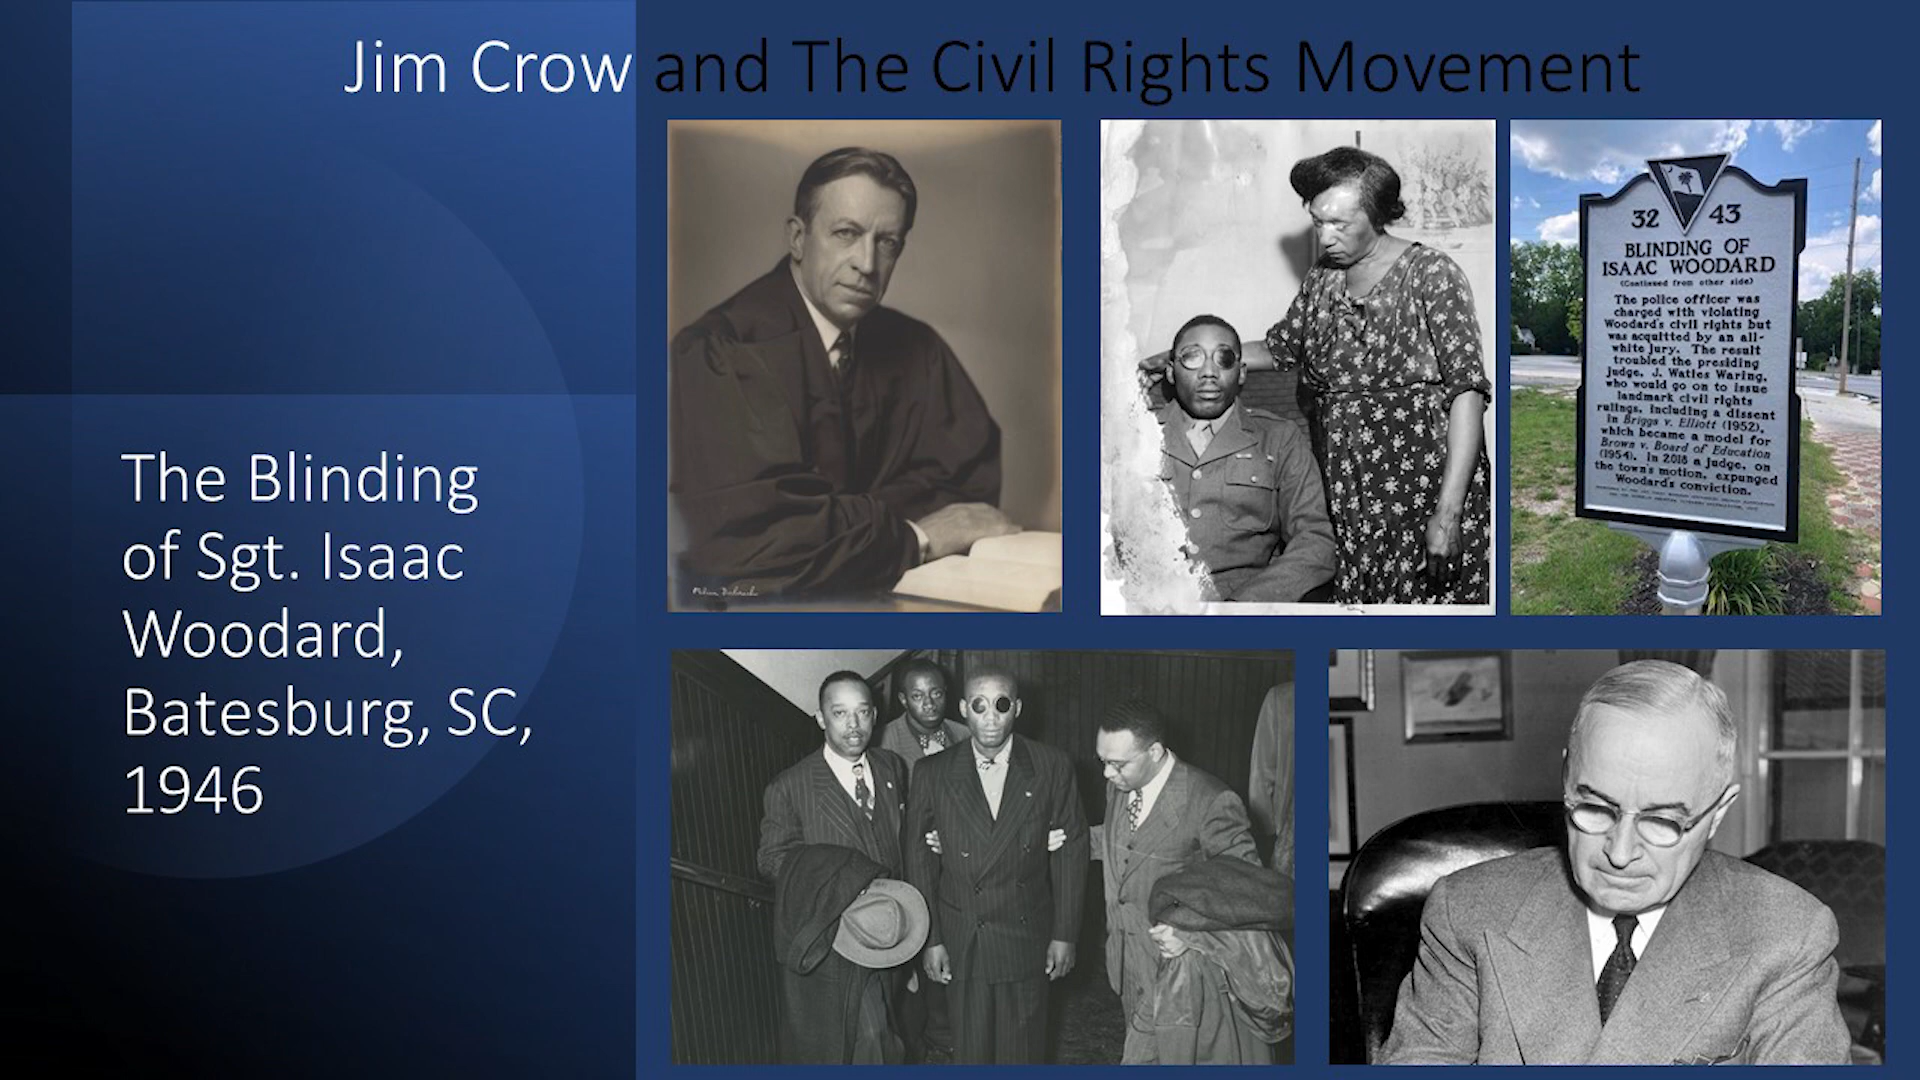 Jim Crow and The Civil Rights Movement
The Blinding
of Sgt. Isaac
Woodard,
Batesburg, SC,
1946
32 43
BLINDING OF
ISAAC WOODARD
(Continued from other side)
The police officer was
charged with violating
Woodard's civil rights but
was acquitted by an all-
white jury. The result
troubled the presiding
judge, J. Waties Waring,
who would go on to issue
landmark civil rights
rulings, including a dissent
in Briggs v. Elliott (1952),
which became a model for
Brown v. Board of Education
(1954). In 2018 a judge, on
the town's motion, expunged
Woodard's conviction.